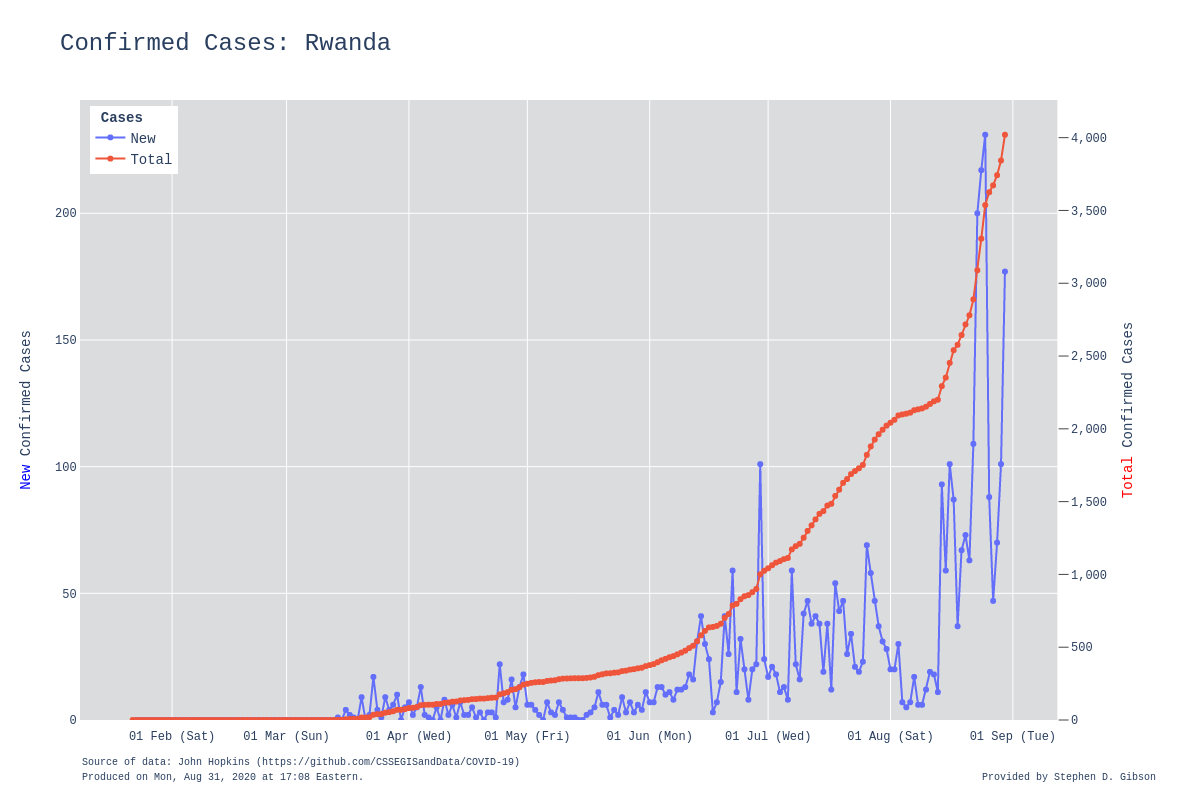 Confirmed Cases: Rwanda
Cases
New
Total
200
150
100
50
0
New Confirmed Cases
4,000
3,500
3,000
2,500
2,000
1,500
1,000
500
0
Total Confirmed Cases
01 Feb (Sat) 01 Mar (Sun) 01 Apr (Wed) 01 May (Fri) 01 Jun (Mon) 01 Jul (Wed) 01 Aug (Sat) 01 Sep (Tue)
Source of data: John Hopkins (https://github.com/CSSEGISandData/COVID-19)
Produced on Mon, Aug 31, 2020 at 17:08 Eastern.
Provided by Stephen D. Gibson